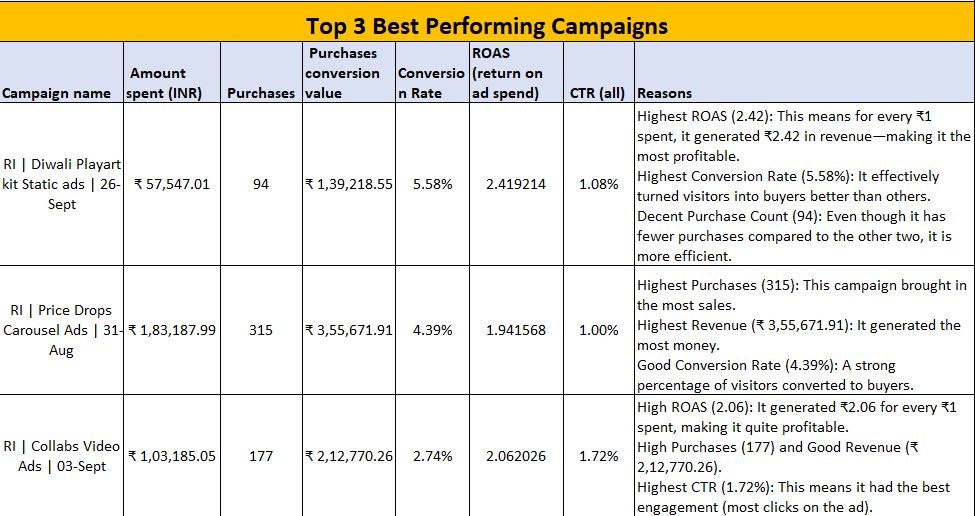 Top 3 Best Performing Campaigns
Campaign name
Amount
spent (INR)
Purchases
Purchases
conversion
value
Conversio
n Rate
ROAS
(return on
ad spend)
CTR (all)
Reasons
RI | Diwali Playart
kit Static ads | 26-
Sept
₹ 57,547.01
94
₹ 1,39,218.55
5.58%
2.419214
1.08%
Highest ROAS (2.42): This means for every ₹1
spent, it generated ₹2.42 in revenue—making it the
most profitable.
Highest Conversion Rate (5.58%): It effectively
turned visitors into buyers better than others.
Decent Purchase Count (94): Even though it has
fewer purchases compared to the other two, it is
more efficient.
RI | Price Drops
Carousel Ads | 31-
Aug
₹ 1,83,187.99
315
₹ 3,55,671.91
4.39%
1.941568
1.00%
Highest Purchases (315): This campaign brought in
the most sales.
Highest Revenue (₹ 3,55,671.91): It generated the
most money.
Good Conversion Rate (4.39%): A strong
percentage of visitors converted to buyers.
RI | Collabs Video
Ads | 03-Sept
₹ 1,03,185.05
177
₹ 2,12,770.26
2.74%
2.062026
1.72%
High ROAS (2.06): It generated ₹2.06 for every ₹1
spent, making it quite profitable.
High Purchases (177) and Good Revenue (₹
2,12,770.26).
Highest CTR (1.72%): This means it had the best
engagement (most clicks on the ad).